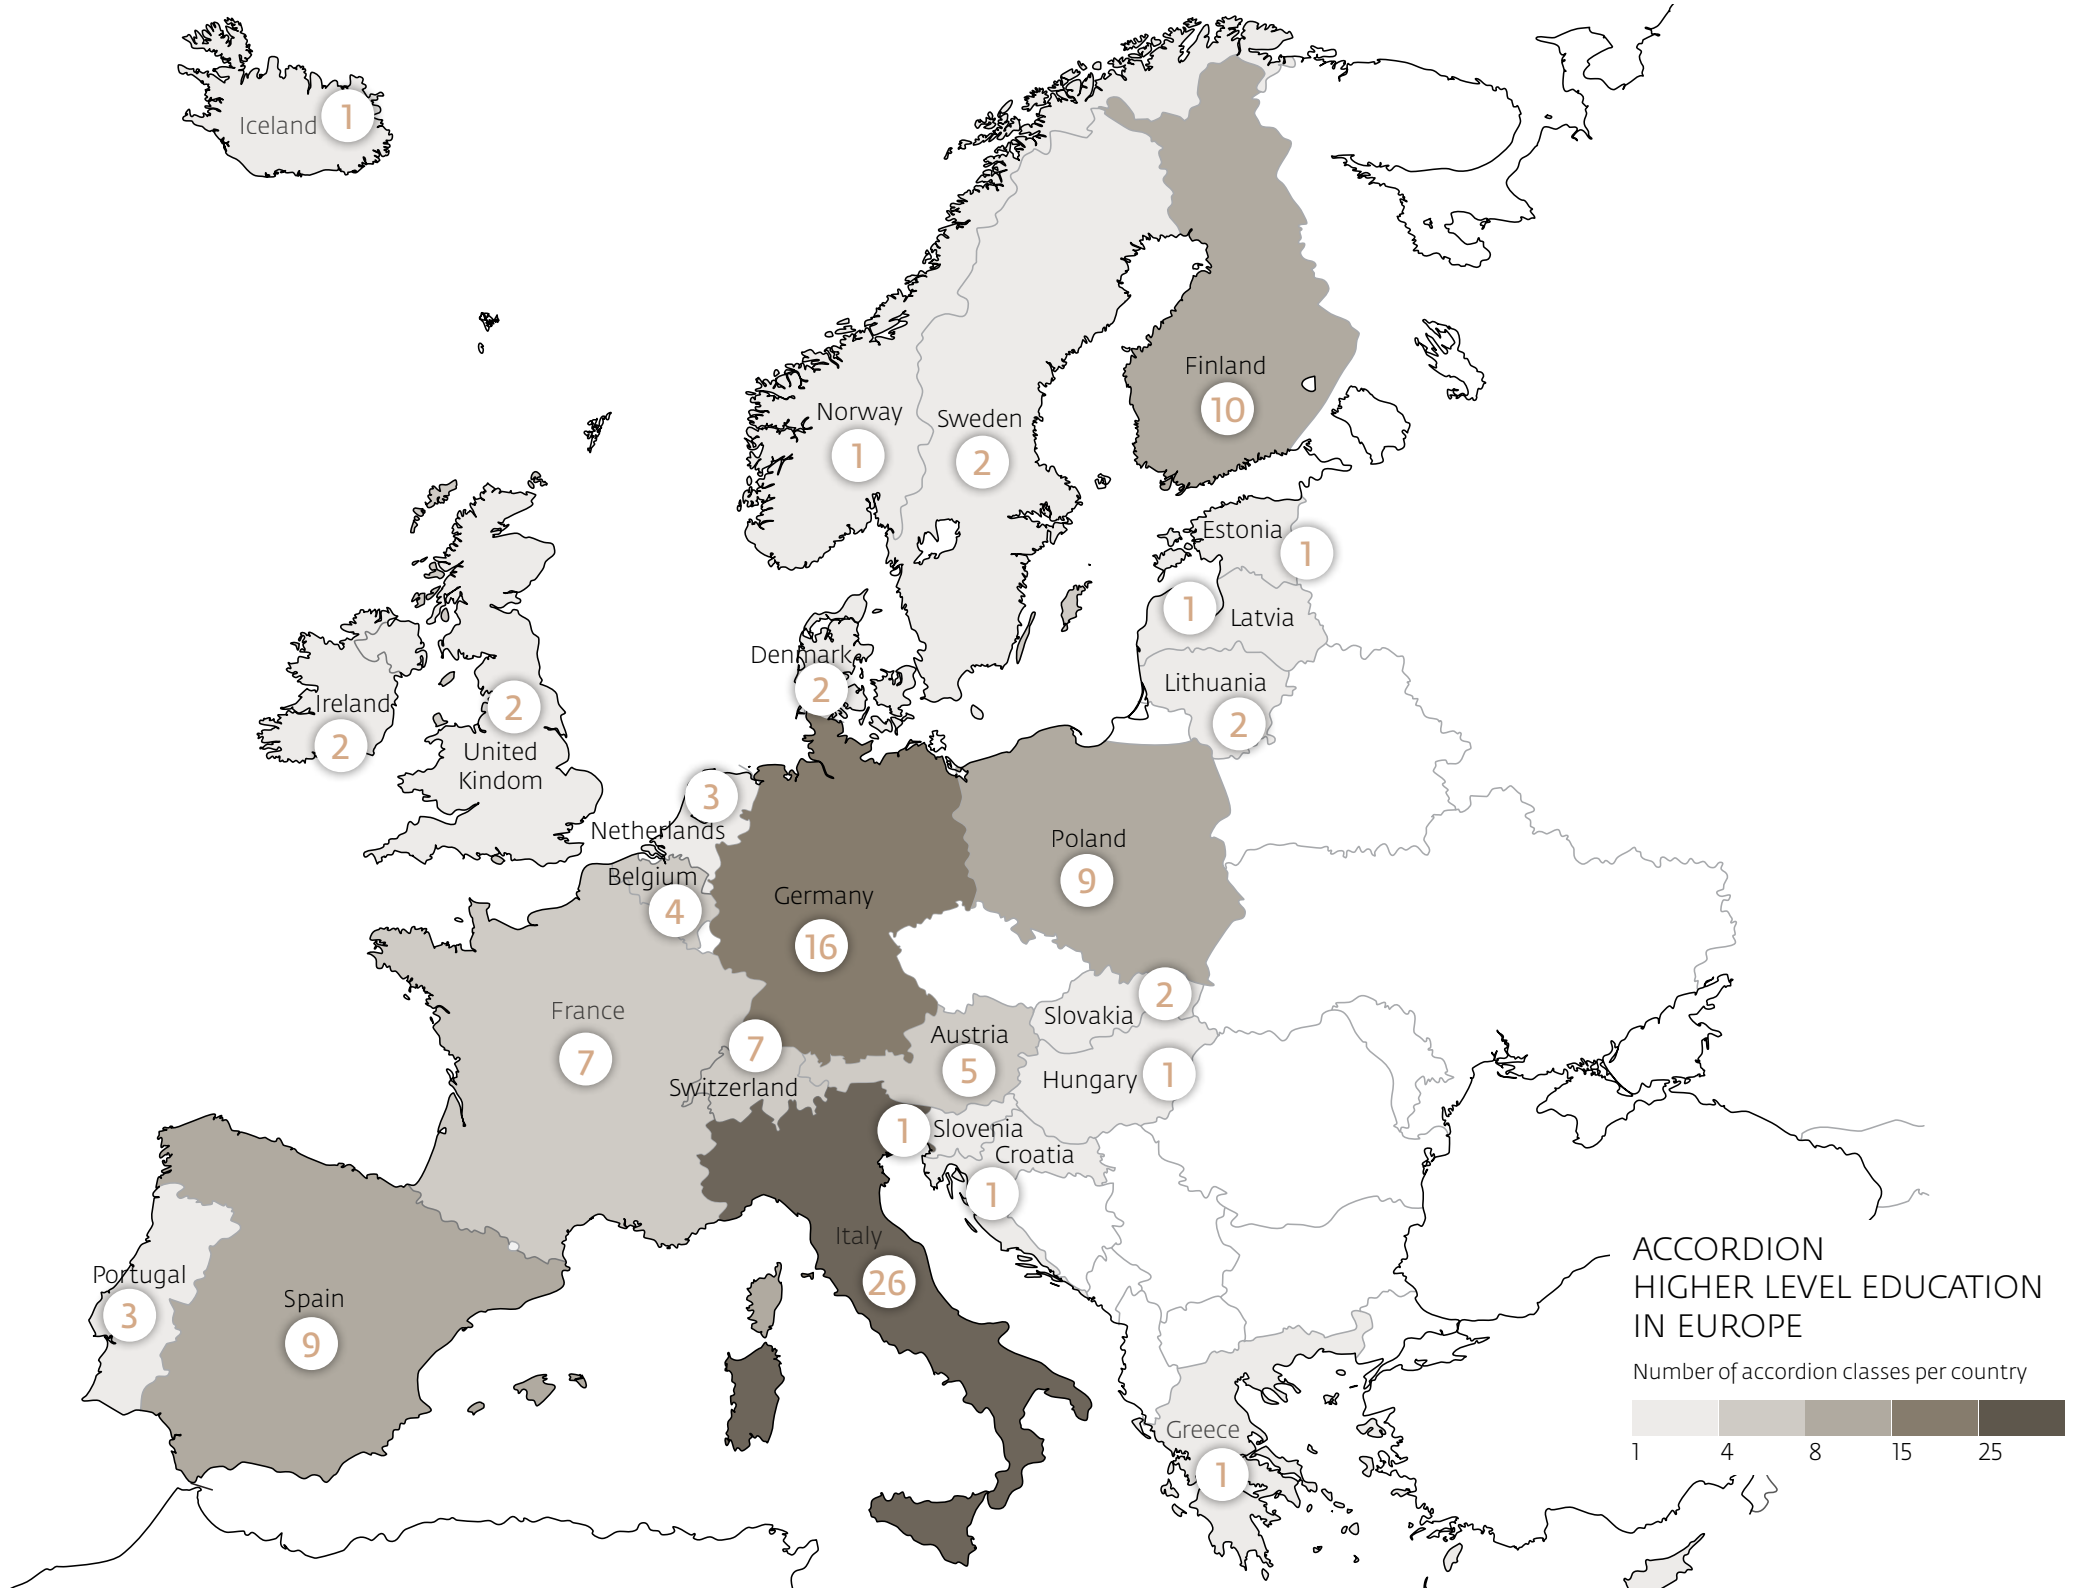 Iceland
1
Finland
10
Norway
1
Sweden
2
Estonia
1
1
Latvia
Denmark
2
Lithuania
2
Ireland
2
2
United
Kindom
3
Netherlands
Poland
9
Belgium
4
Germany
16
France
7
2
Slovakia
Austria
5
7
Switzerland
Hungary
1
1
Slovenia
Croatia
1
Italy
26
Portugal
3
Spain
9
Greece
1
ACCORDION
HIGHER LEVEL EDUCATION
IN EUROPE
Number of accordion classes per country
1 4 8 15 25